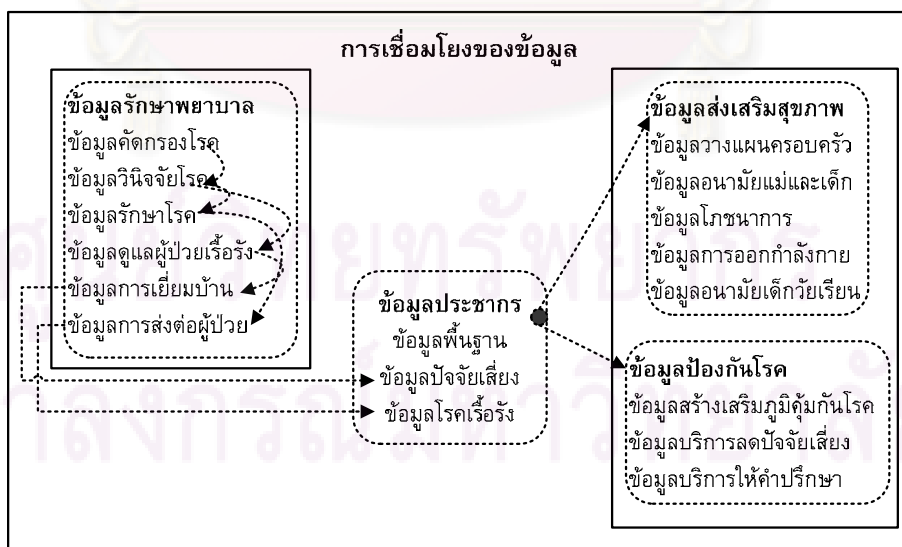 การเชื่อมโยงของข้อมูล
ข้อมูลรักษาพยาบาล
ข้อมูลคัดกรองโรค
ข้อมูลวินิจจัยโรค
ข้อมูลรักษาโรค
ข้อมูลดูแลผู้ป่วยเรื้อรัง
ข้อมูลการเยี่ยมบ้าน
ข้อมูลการส่งต่อผู้ป่วย
ข้อมูลประชากร
ข้อมูลพื้นฐาน
ข้อมูลปัจจัยเสี่ยง
ข้อมูลโรคเรื้อรัง
ข้อมูลส่งเสริมสุขภาพ
ข้อมูลวางแผนครอบครัว
ข้อมูลอนามัยแม่และเด็ก
ข้อมูลโภชนาการ
ข้อมูลการออกกำลังกาย
ข้อมูลอนามัยเด็กวัยเรียน
ข้อมูลป้องกันโรค
ข้อมูลสร้างเสริมภูมิคุ้มกันโรค
ข้อมูลบริการลดปัจจัยเสี่ยง
ข้อมูลบริการให้คำปรึกษา